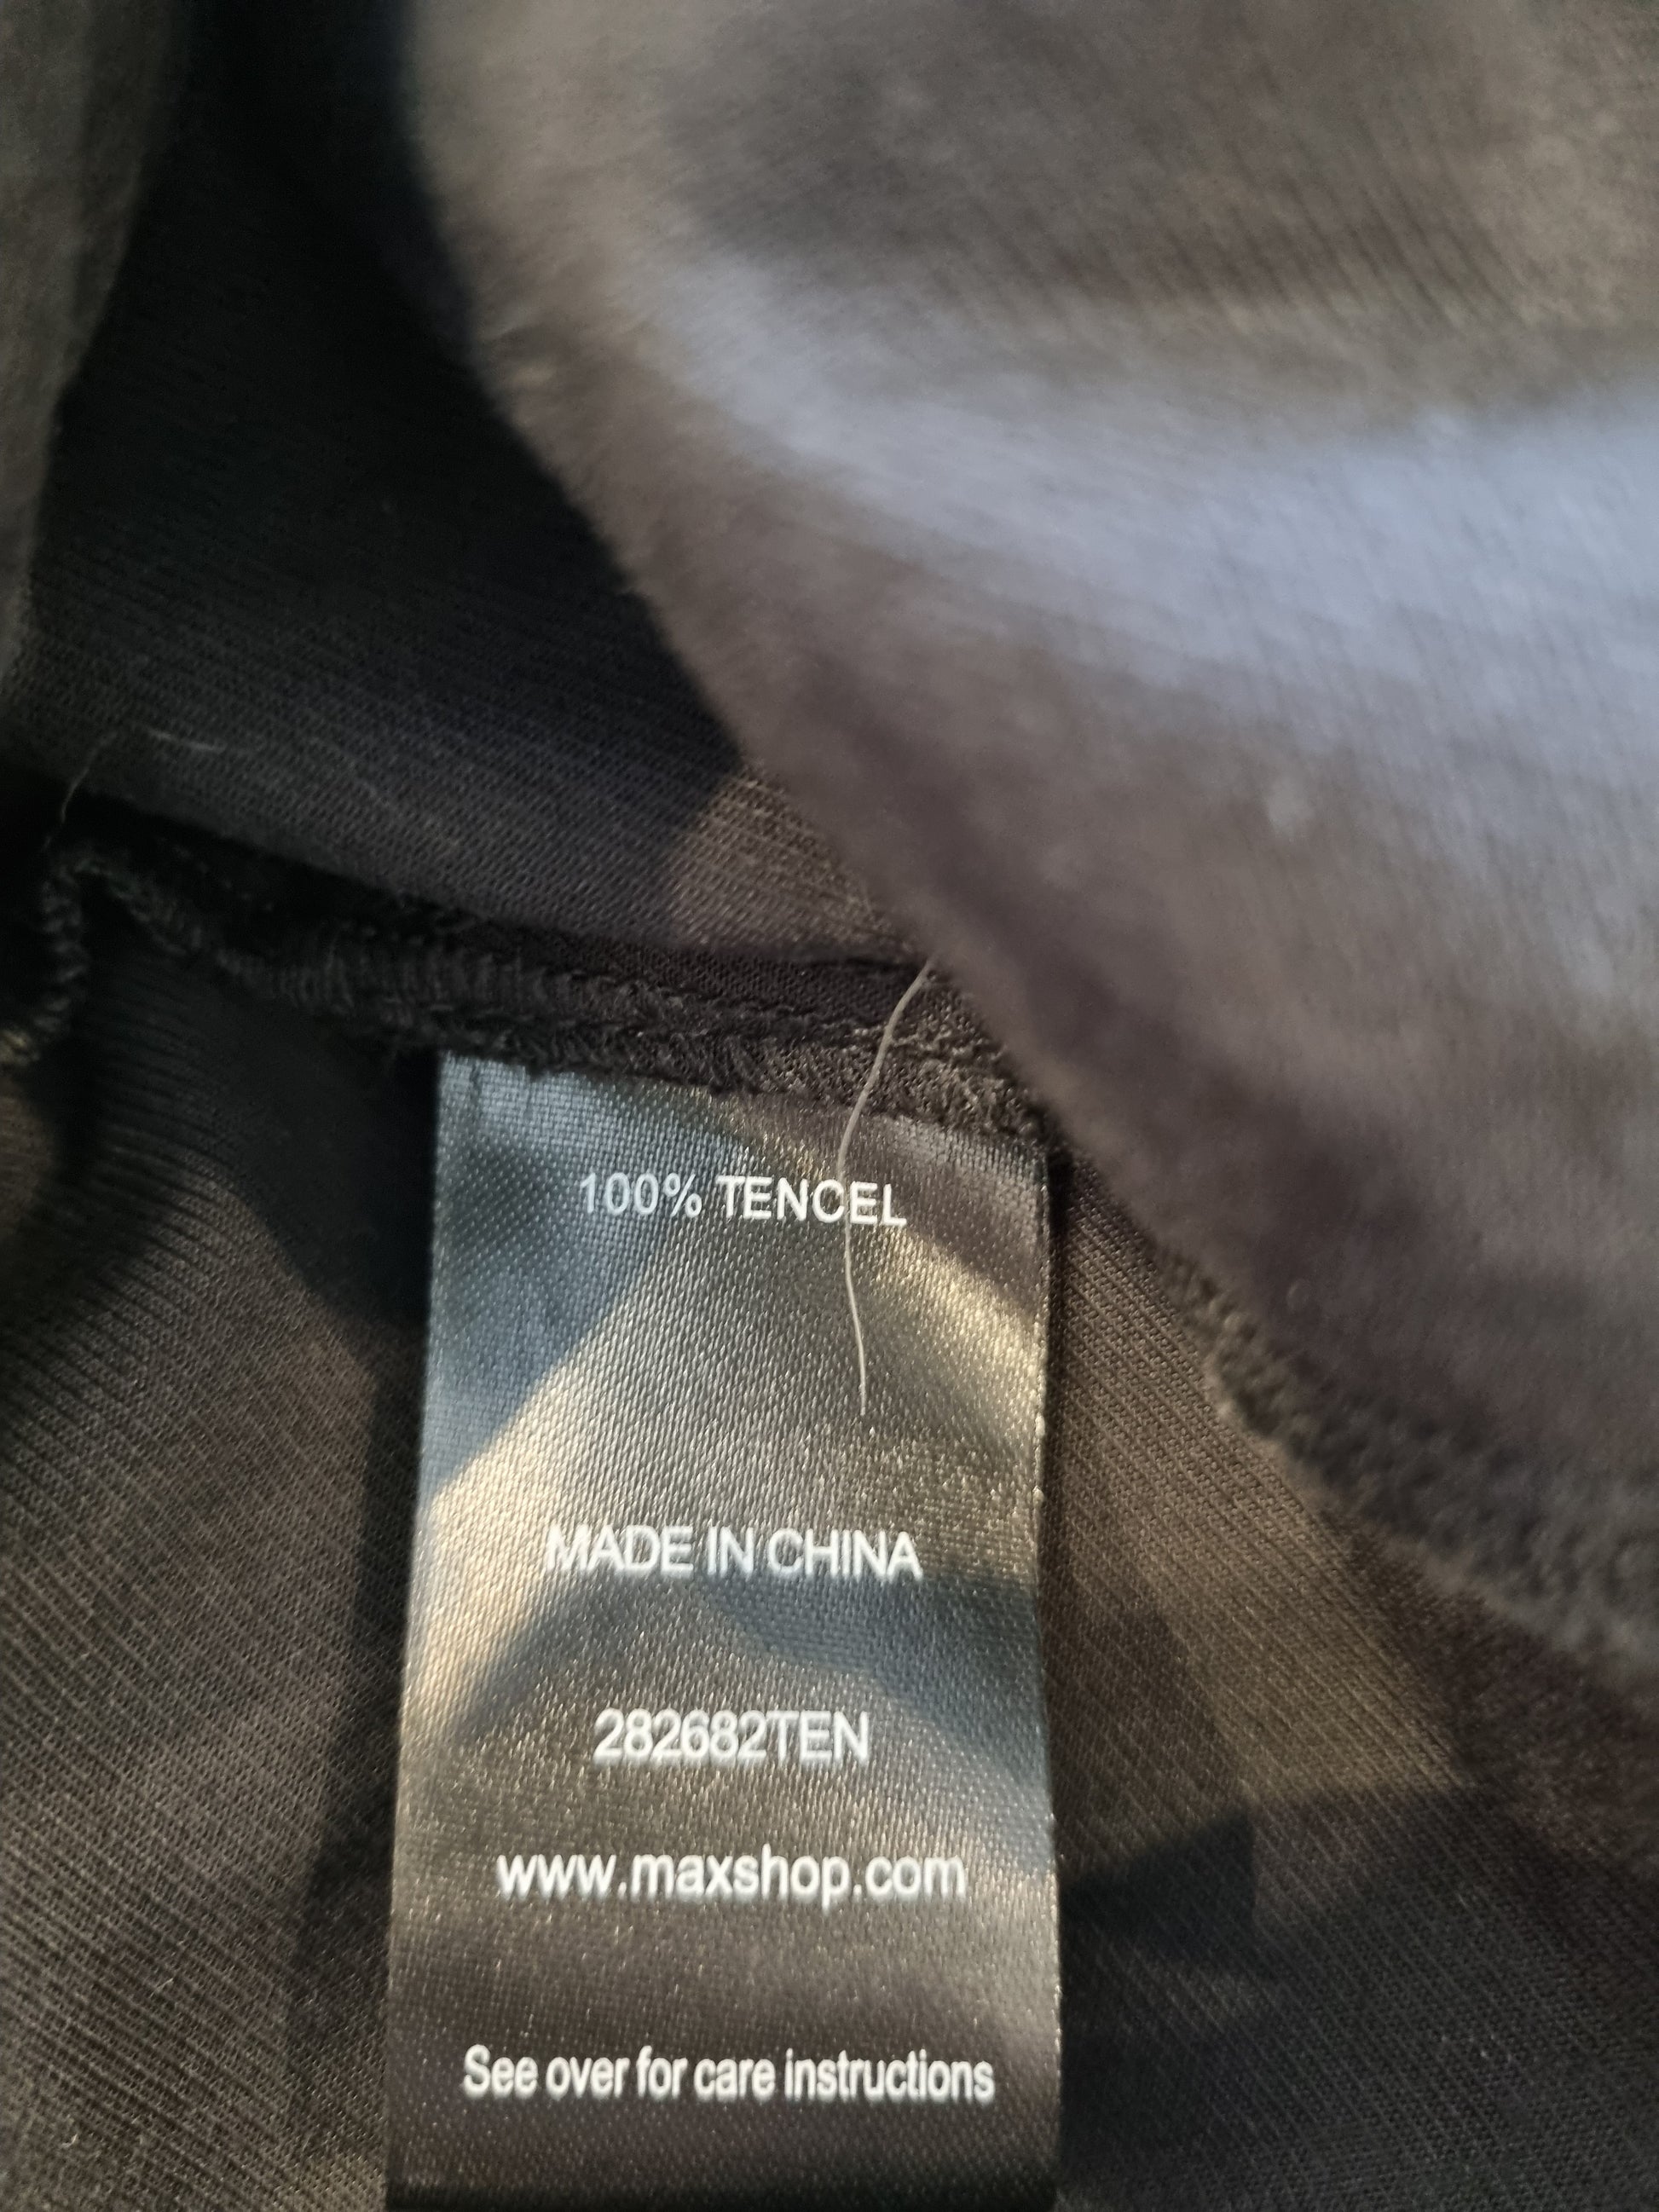 100% TENCEL
MADE IN CHINA
282682TEN
www.maxshop.com
See over for care instructions